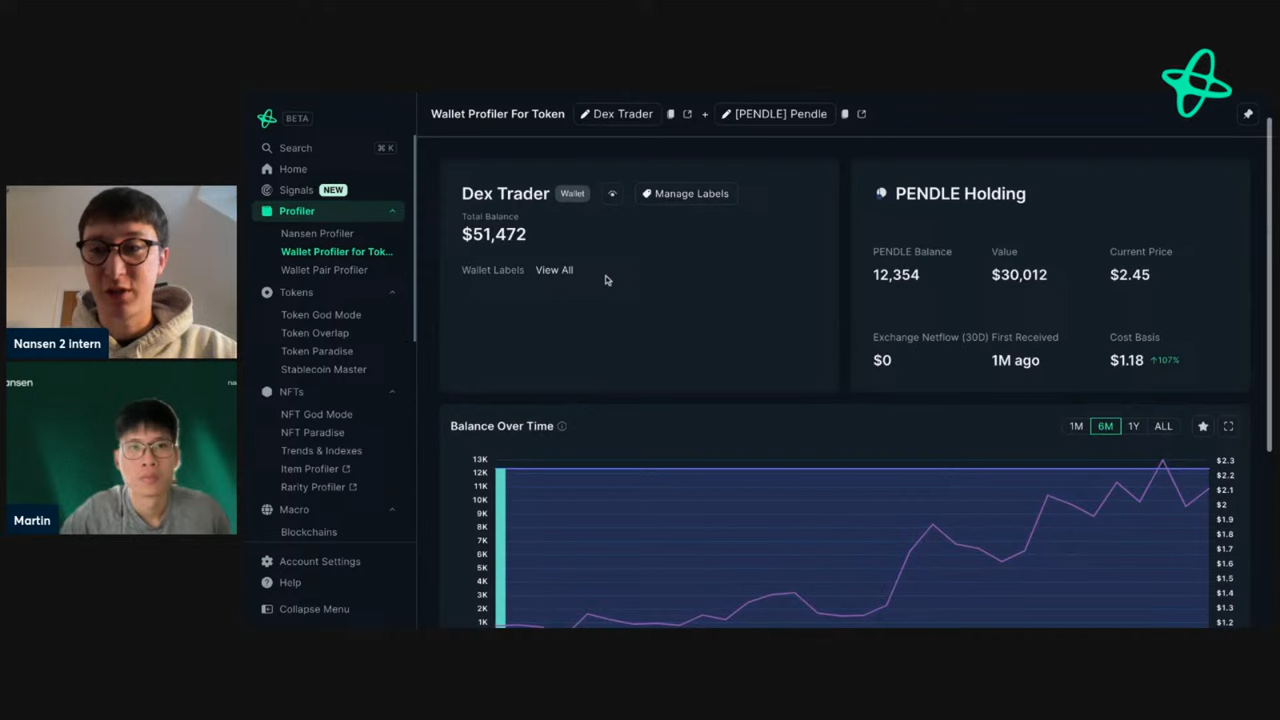 Nansen 2 Intern
ansen
na
Martin
BETA
Search
⌘ K
Home
Signals NEW
Profiler
Nansen Profiler
Wallet Profiler for Tok...
Wallet Pair Profiler
Tokens
Token God Mode
Token Overlap
Token Paradise
Stablecoin Master
NFTs
NFT God Mode
NFT Paradise
Trends & Indexes
Item Profiler
Rarity Profiler
Macro
Blockchains
Account Settings
Help
Collapse Menu
Wallet Profiler For Token Dex Trader + [PENDLE] Pendle
Dex Trader Wallet Manage Labels
Total Balance
$51,472
Wallet Labels View All
PENDLE Holding
PENDLE Balance Value Current Price
12,354 $30,012 $2.45
Exchange Netflow (30D) First Received Cost Basis
$0 1M ago $1.18 ↑107%
Balance Over Time 1M 6M 1Y ALL
13K
12K
11K
10K
9K
8K
7K
6K
5K
4K
3K
2K
1K
$2.3
$2.2
$2.1
$2
$1.9
$1.8
$1.7
$1.6
$1.5
$1.4
$1.3
$1.2